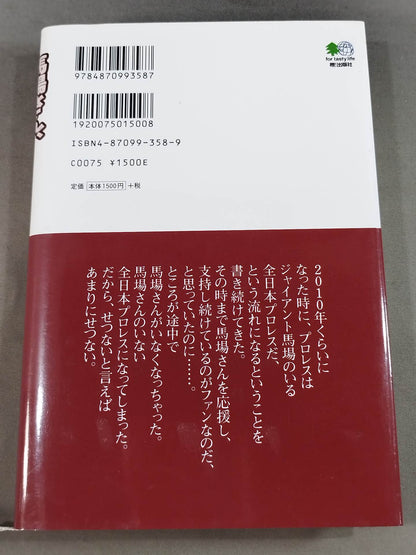 馬場さん
for tasty life
枻出版社
9784870993587
1920075015008
ISBN4-87099-358-9
C0075 ¥1500E
定価 本体1500円 +税
2010年くらいに
なった時に、プロレスは
ジャイアント馬場のいる
全日本プロレスだ、
という流れになるということを
書き続けてきた。
その時まで馬場さんを応援し、
支持し続けているのがファンなのだ、
と思っていたのに……。
ところが途中で
馬場さんがいなくなっちゃった。
馬場さんのいない
全日本プロレスになってしまった。
だから、せつないと言えば
あまりにせつない。